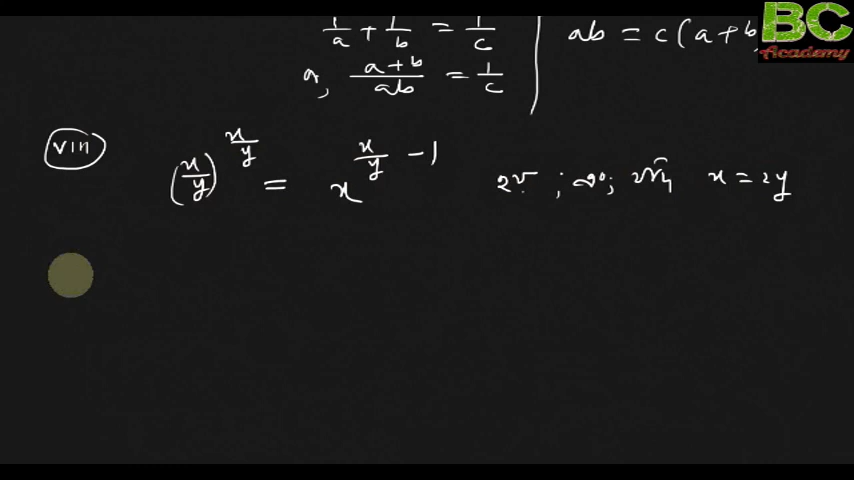 1/a + 1/b = 1/c
ab = c(a+b
BC
Academy
a+b/ab = 1/c
viii
(x/y)^(x/y) = x^(x/y - 1)
x = 2y